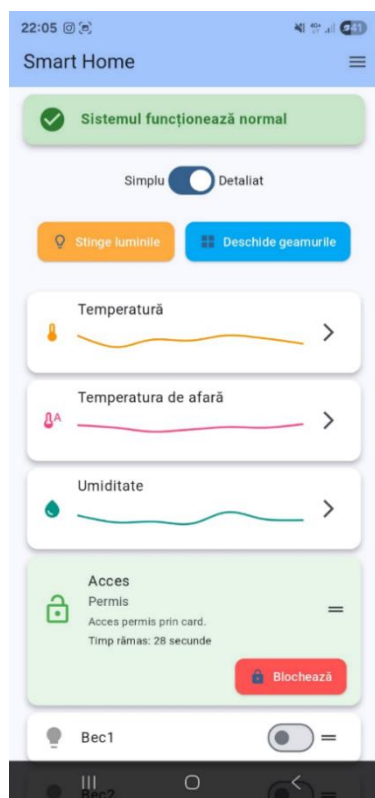 22:05
Smart Home
Sistemul funcționează normal
Simplu Detaliat
Stinge luminile Deschide geamurile
Temperatură
Temperatura de afară
A
Umiditate
Acces
Permis
Acces permis prin card.
Timp rămas: 28 secunde
Blochează
Bec1
Bec2